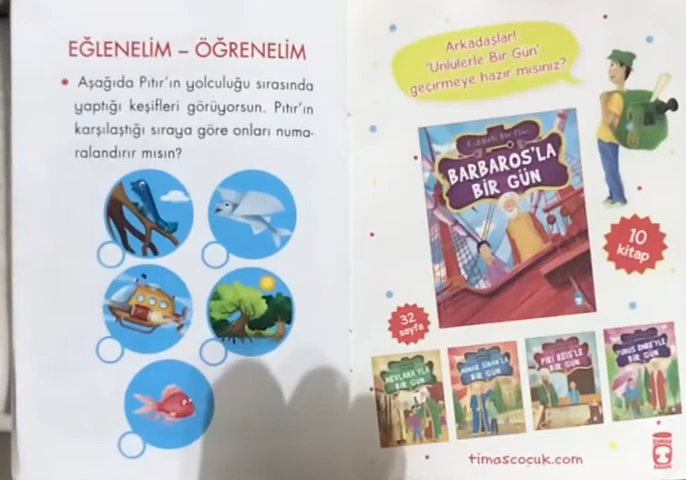 EĞLENELİM – ÖĞRENELİM
• Aşağıda Pıtır'ın yolculuğu sırasında
yaptığı keşifleri görüyorsun. Pıtır'ın
karşılaştığı sıraya göre onları numa-
ralandırır mısın?
Arkadaşlar!
'Ünlülerle Bir Gün'
geçirmeye hazır mısınız?
Ünlülerle Bir Gün
BARBAROS'LA
BİR GÜN
10
kitap
32
sayfa
MEVLANA'YLA
BİR GÜN
MİMAR SİNAN'LA
BİR GÜN
PİRİ REİS'LE
BİR GÜN
YUNUS EMRE'YLE
BİR GÜN
timascocuk.com